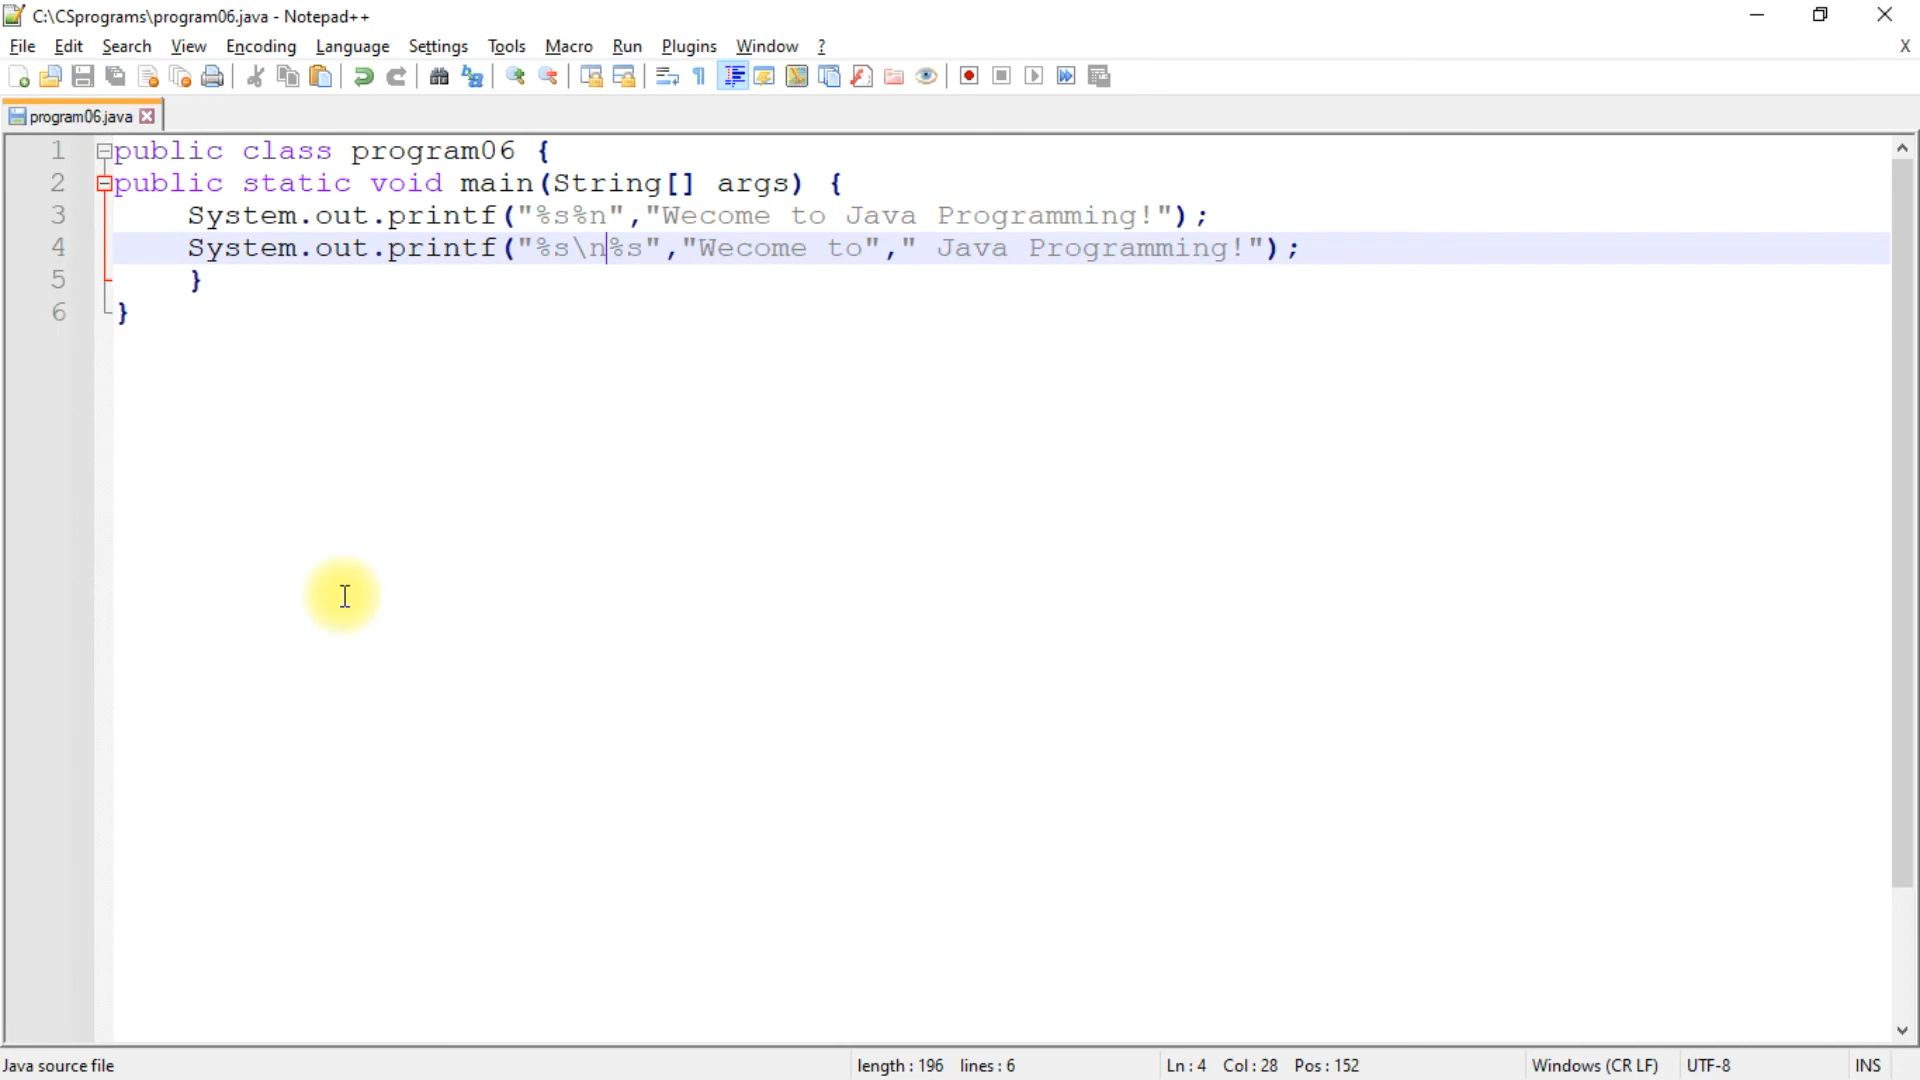 C:\CSprograms\program06.java - Notepad++
File Edit Search View Encoding Language Settings Tools Macro Run Plugins Window ? X
program06.java
1 public class program06 {
2 public static void main(String[] args) {
3 System.out.printf("%s%n","Wecome to Java Programming!");
4 System.out.printf("%s\n%s","Wecome to"," Java Programming!");
5 }
6 }
Java source file length : 196 lines : 6 Ln : 4 Col : 28 Pos : 152 Windows (CR LF) UTF-8 INS